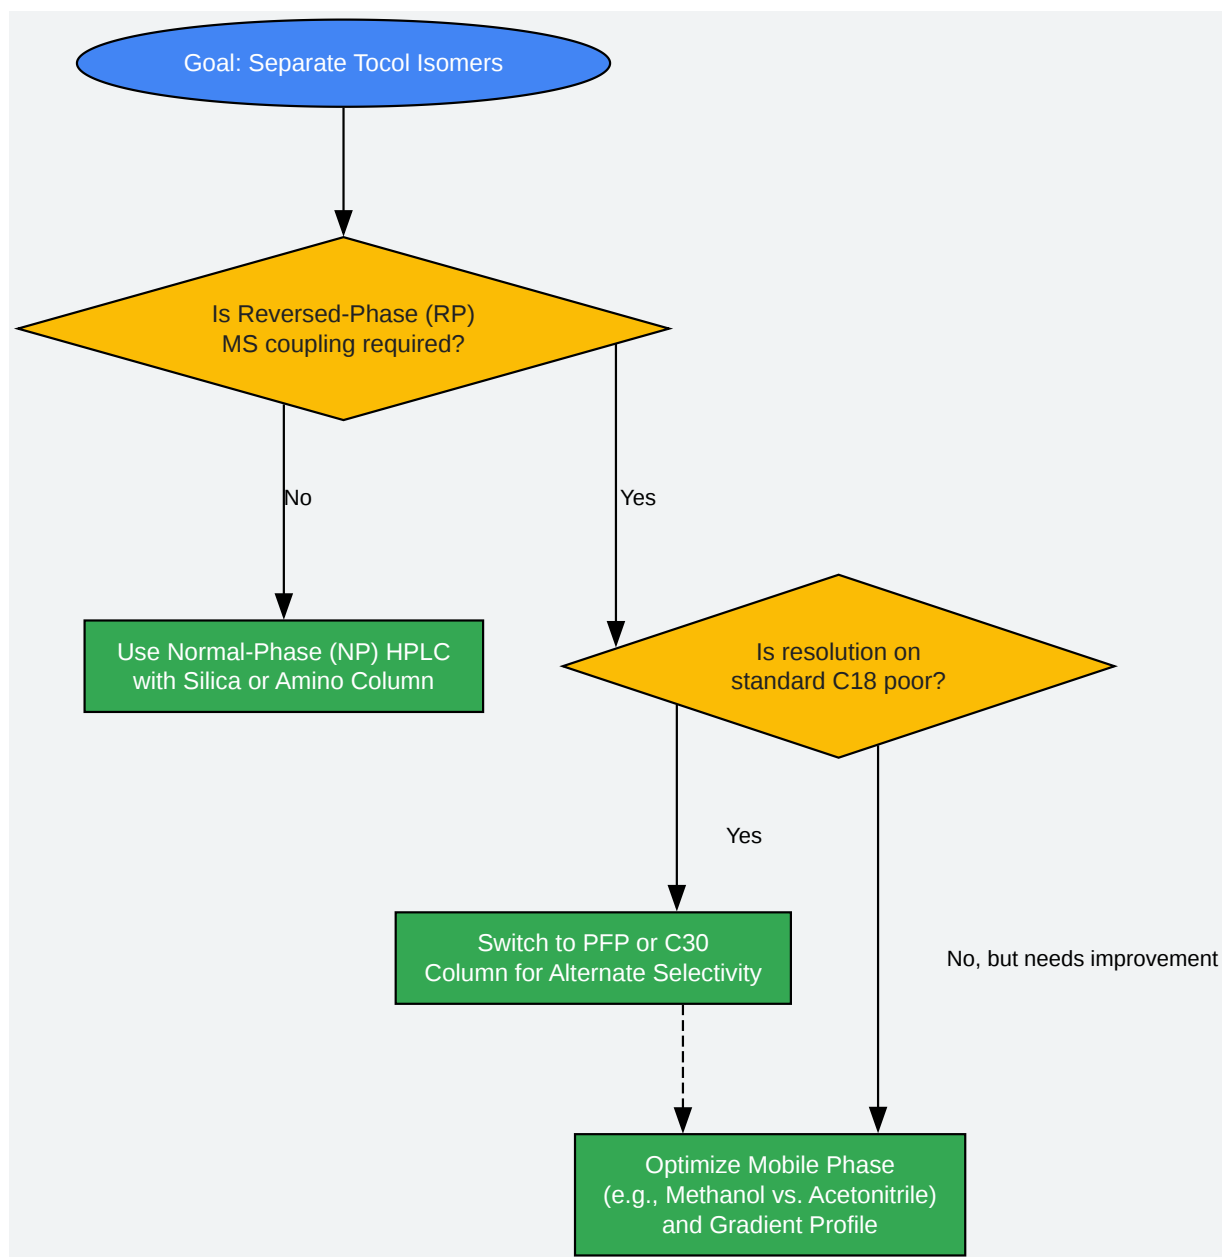 Goal: Separate Tocol Isomers
Is Reversed-Phase (RP)
MS coupling required?
No
Yes
Use Normal-Phase (NP) HPLC
with Silica or Amino Column
Is resolution on
standard C18 poor?
Yes
Switch to PFP or C30
Column for Alternate Selectivity
No, but needs improvement
Optimize Mobile Phase
(e.g., Methanol vs. Acetonitrile)
and Gradient Profile